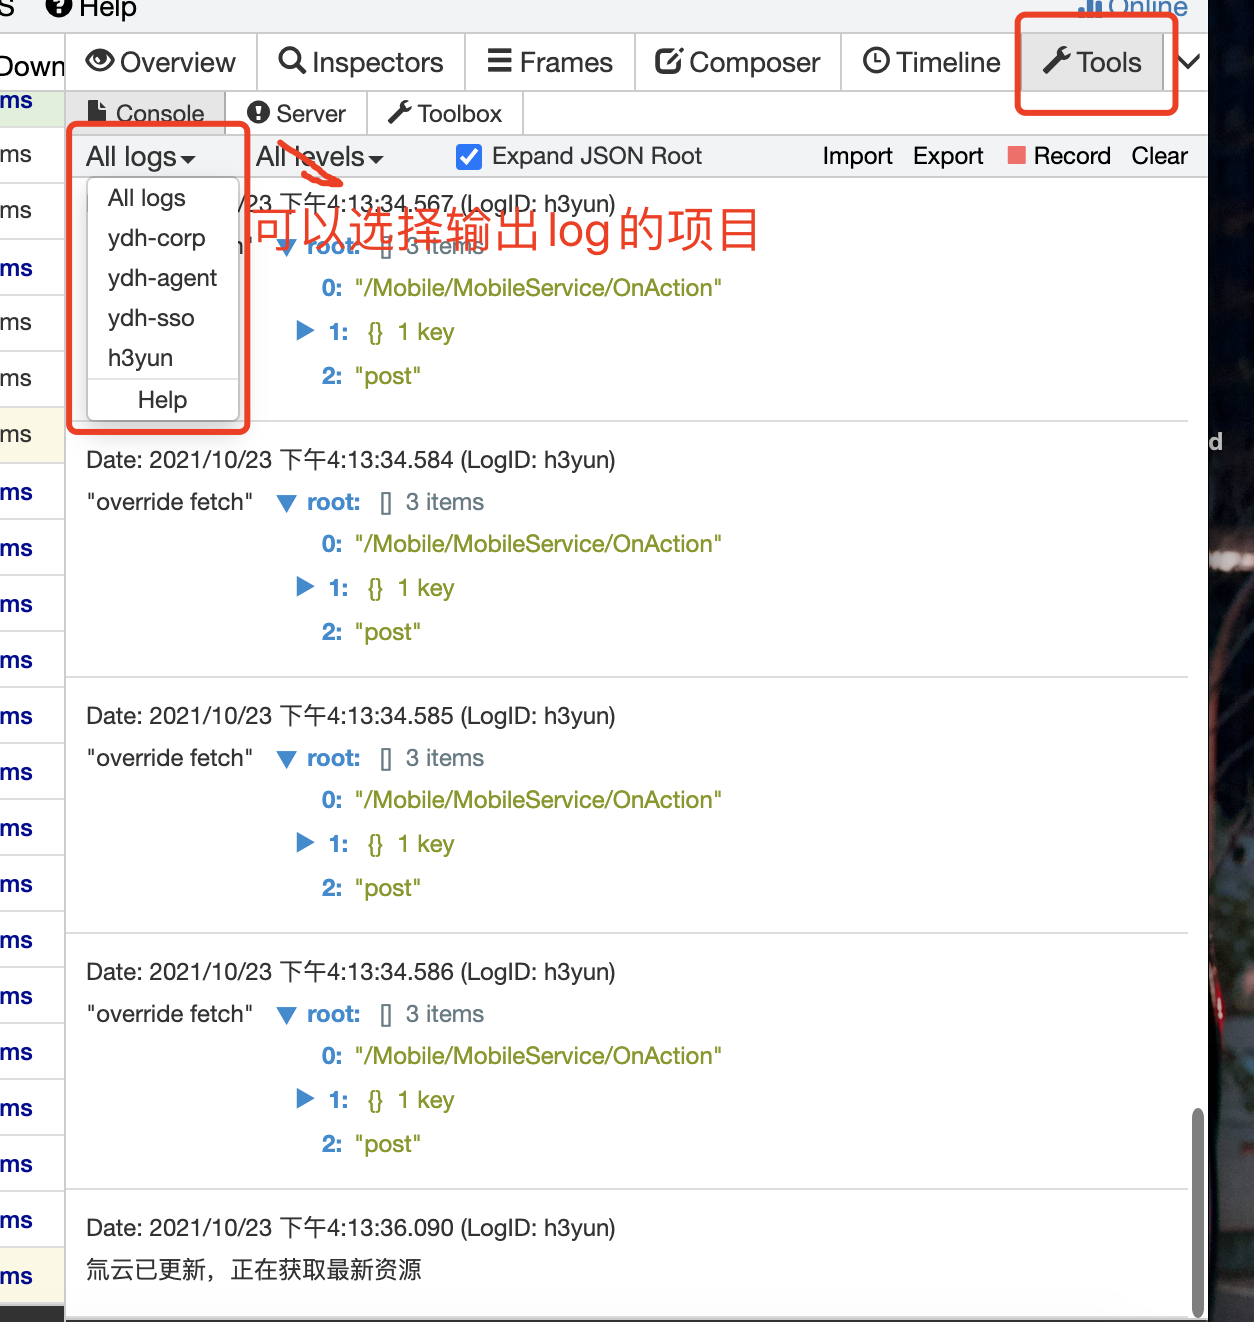 S Help Online
Down Overview Inspectors Frames Composer Timeline Tools
ms Console Server Toolbox
All logs All levels Expand JSON Root Import Export Record Clear
ms
All logs /23 下午4:13:34.567 (LogID: h3yun)
ms
可以选择输出log的项目
ydh-corp " root: [] 3 items
ms ydh-agent 0: "/Mobile/MobileService/OnAction"
ms ydh-sso 1: {} 1 key
h3yun
ms 2: "post"
Help
ms
d
Date: 2021/10/23 下午4:13:34.584 (LogID: h3yun)
ms "override fetch" root: [] 3 items
ms 0: "/Mobile/MobileService/OnAction"
ms 1: {} 1 key
2: "post"
ms
ms Date: 2021/10/23 下午4:13:34.585 (LogID: h3yun)
"override fetch" root: [] 3 items
ms
0: "/Mobile/MobileService/OnAction"
ms 1: {} 1 key
ms 2: "post"
ms
Date: 2021/10/23 下午4:13:34.586 (LogID: h3yun)
ms
"override fetch" root: [] 3 items
ms 0: "/Mobile/MobileService/OnAction"
ms 1: {} 1 key
2: "post"
ms
ms Date: 2021/10/23 下午4:13:36.090 (LogID: h3yun)
ms 氚云已更新，正在获取最新资源